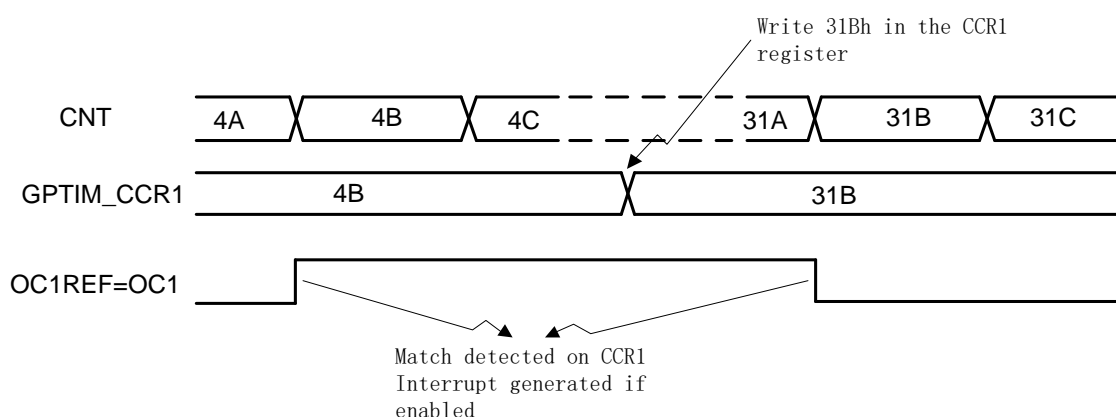 Write 31Bh in the CCR1
register
CNT 4A 4B 4C 31A 31B 31C
GPTIM_CCR1 4B 31B
OC1REF=OC1
Match detected on CCR1
Interrupt generated if
enabled